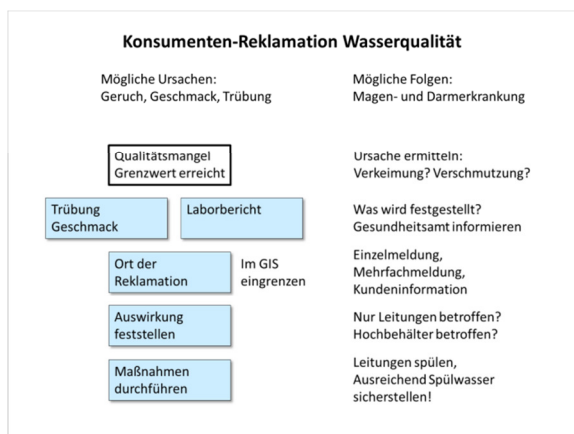 Konsumenten-Reklamation Wasserqualität
Mögliche Ursachen:
Geruch, Geschmack, Trübung
Mögliche Folgen:
Magen- und Darmerkrankung
Qualitätsmangel
Grenzwert erreicht
Ursache ermitteln:
Verkeimung? Verschmutzung?
Trübung
Geschmack
Laborbericht
Was wird festgestellt?
Gesundheitsamt informieren
Ort der
Reklamation
Im GIS
eingrenzen
Einzelmeldung,
Mehrfachmeldung,
Kundeninformation
Auswirkung
feststellen
Nur Leitungen betroffen?
Hochbehälter betroffen?
Maßnahmen
durchführen
Leitungen spülen,
Ausreichend Spülwasser
sicherstellen!